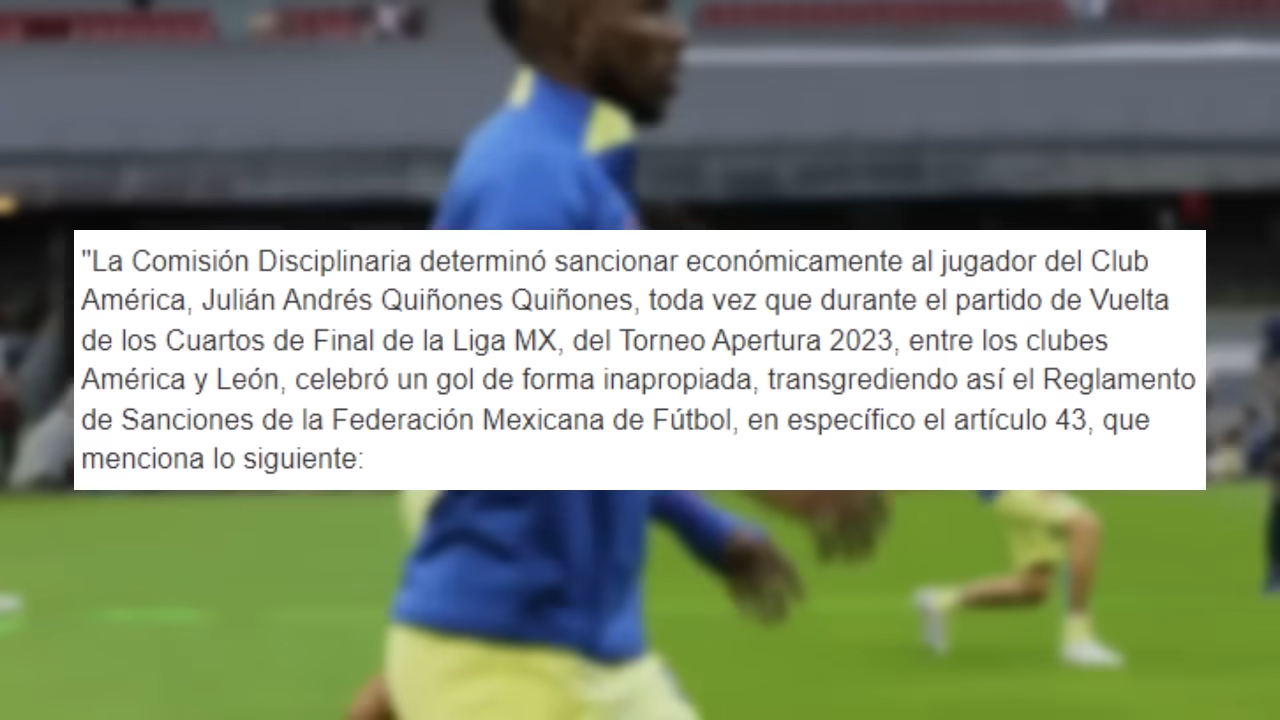 "La Comisión Disciplinaria determinó sancionar económicamente al jugador del Club
América, Julián Andrés Quiñones Quiñones, toda vez que durante el partido de Vuelta
de los Cuartos de Final de la Liga MX, del Torneo Apertura 2023, entre los clubes
América y León, celebró un gol de forma inapropiada, transgrediendo así el Reglamento
de Sanciones de la Federación Mexicana de Fútbol, en específico el artículo 43, que
menciona lo siguiente: